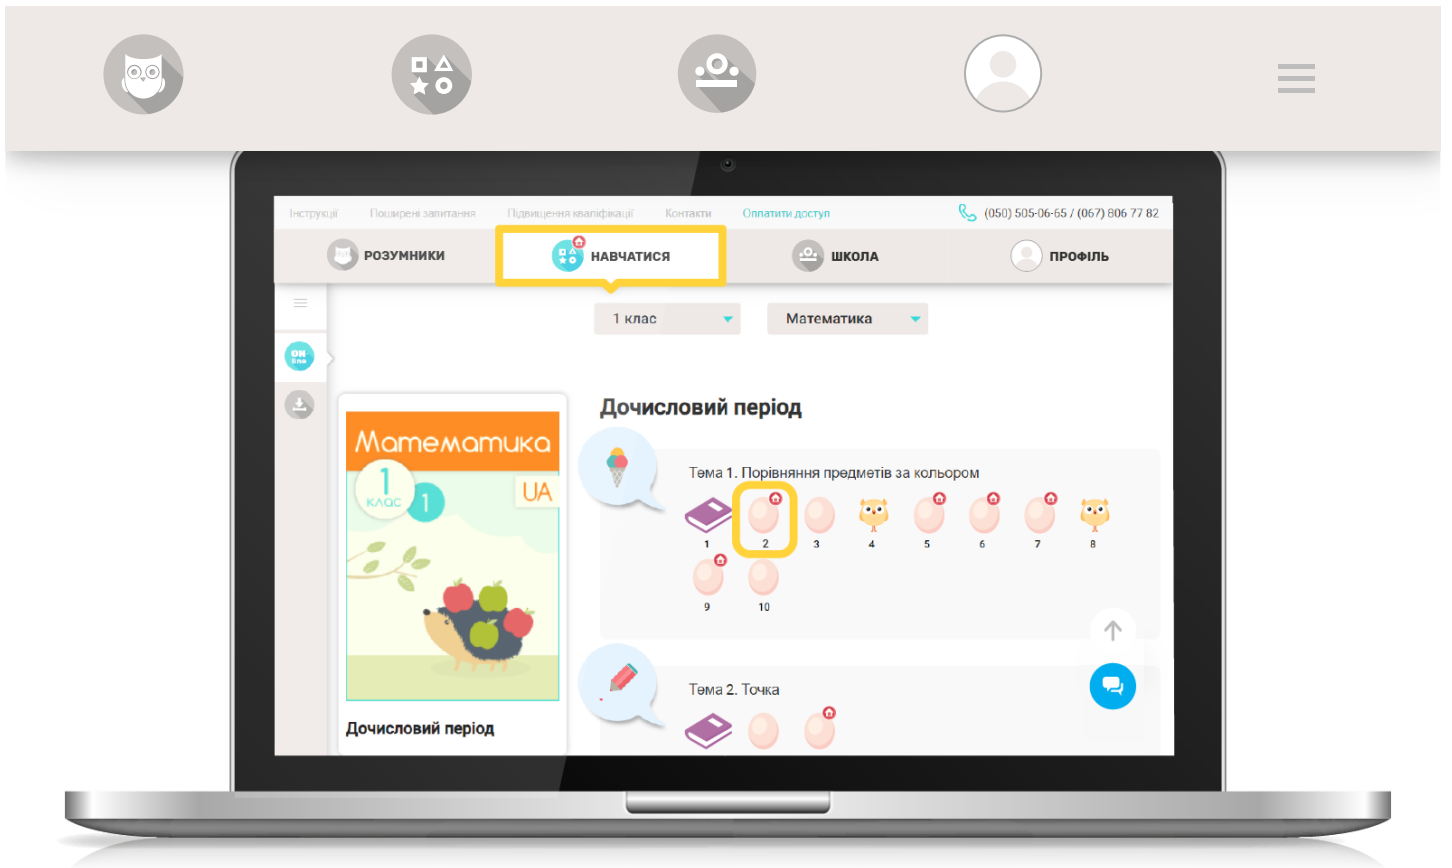 Інструкції Поширені запитання Підвищення кваліфікації Контакти Оплатити доступ (050) 505-06-65 / (067) 806 77 82
РОЗУМНИКИ НАВЧАТИСЯ ШКОЛА ПРОФІЛЬ
1 клас Математика
ON-line
Дочисловий період
Математика
1 клас 1 UA
Дочисловий період
Тема 1. Порівняння предметів за кольором
1 2 3 4 5 6 7 8
9 10
Тема 2. Точка